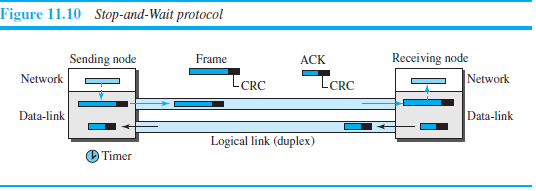 Figure 11.10 Stop-and-Wait protocol
Sending node
Frame
ACK
Receiving node
Network
CRC
CRC
Network
Data-link
Data-link
Logical link (duplex)
Timer